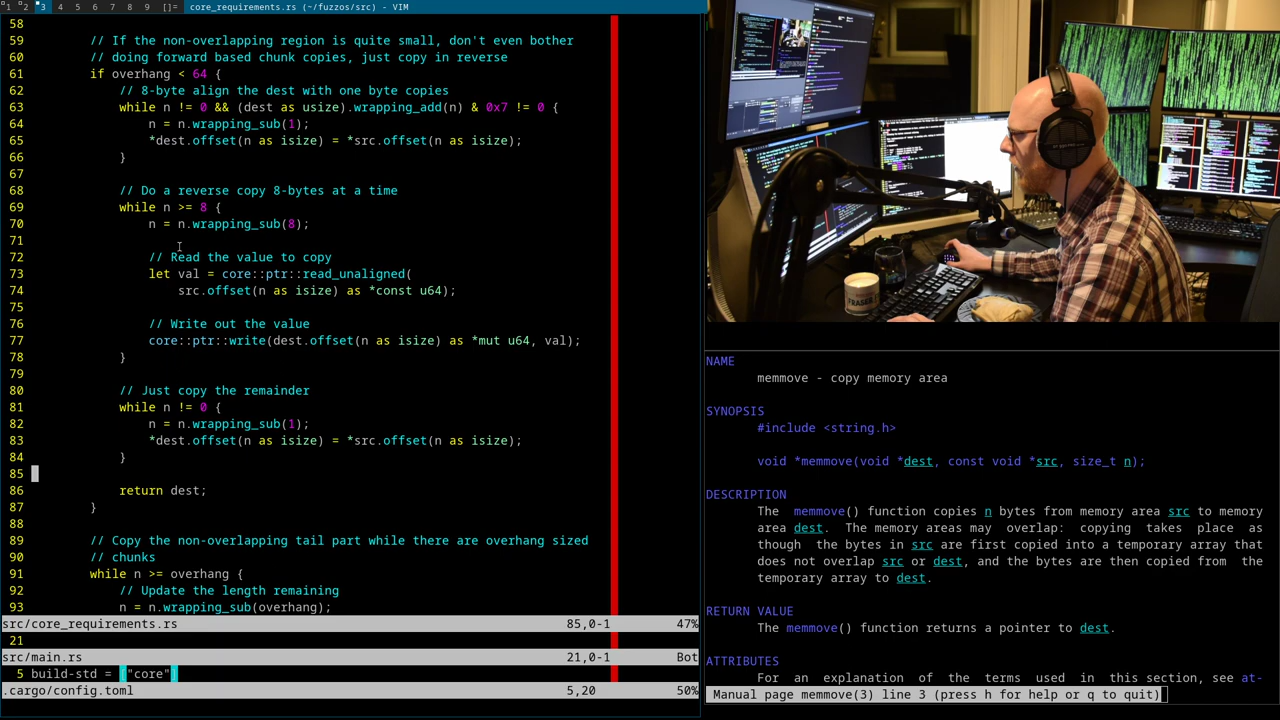 1 2 3 4 5 6 7 8 9 []= core_requirements.rs (~/fuzzos/src) - VIM
58
59 // If the non-overlapping region is quite small, don't even bother
60 // doing forward based chunk copies, just copy in reverse
61 if overhang < 64 {
62 // 8-byte align the dest with one byte copies
63 while n != 0 && (dest as usize).wrapping_add(n) & 0x7 != 0 {
64 n = n.wrapping_sub(1);
65 *dest.offset(n as isize) = *src.offset(n as isize);
66 }
67
68 // Do a reverse copy 8-bytes at a time
69 while n >= 8 {
70 n = n.wrapping_sub(8);
71
72 // Read the value to copy
73 let val = core::ptr::read_unaligned(
74 src.offset(n as isize) as *const u64);
75
76 // Write out the value
77 core::ptr::write(dest.offset(n as isize) as *mut u64, val);
78 }
79
80 // Just copy the remainder
81 while n != 0 {
82 n = n.wrapping_sub(1);
83 *dest.offset(n as isize) = *src.offset(n as isize);
84 }
85
86 return dest;
87 }
88
89 // Copy the non-overlapping tail part while there are overhang sized
90 // chunks
91 while n >= overhang {
92 // Update the length remaining
93 n = n.wrapping_sub(overhang);
src/core_requirements.rs 85,0-1 47%
21
src/main.rs 21,0-1 Bot
5 build-std = ["core"]
.cargo/config.toml 5,20 50%
NAME
memmove - copy memory area
SYNOPSIS
#include <string.h>
void *memmove(void *dest, const void *src, size_t n);
DESCRIPTION
The memmove() function copies n bytes from memory area src to memory
area dest. The memory areas may overlap: copying takes place as
though the bytes in src are first copied into a temporary array that
does not overlap src or dest, and the bytes are then copied from the
temporary array to dest.
RETURN VALUE
The memmove() function returns a pointer to dest.
ATTRIBUTES
For an explanation of the terms used in this section, see at-
Manual page memmove(3) line 3 (press h for help or q to quit)